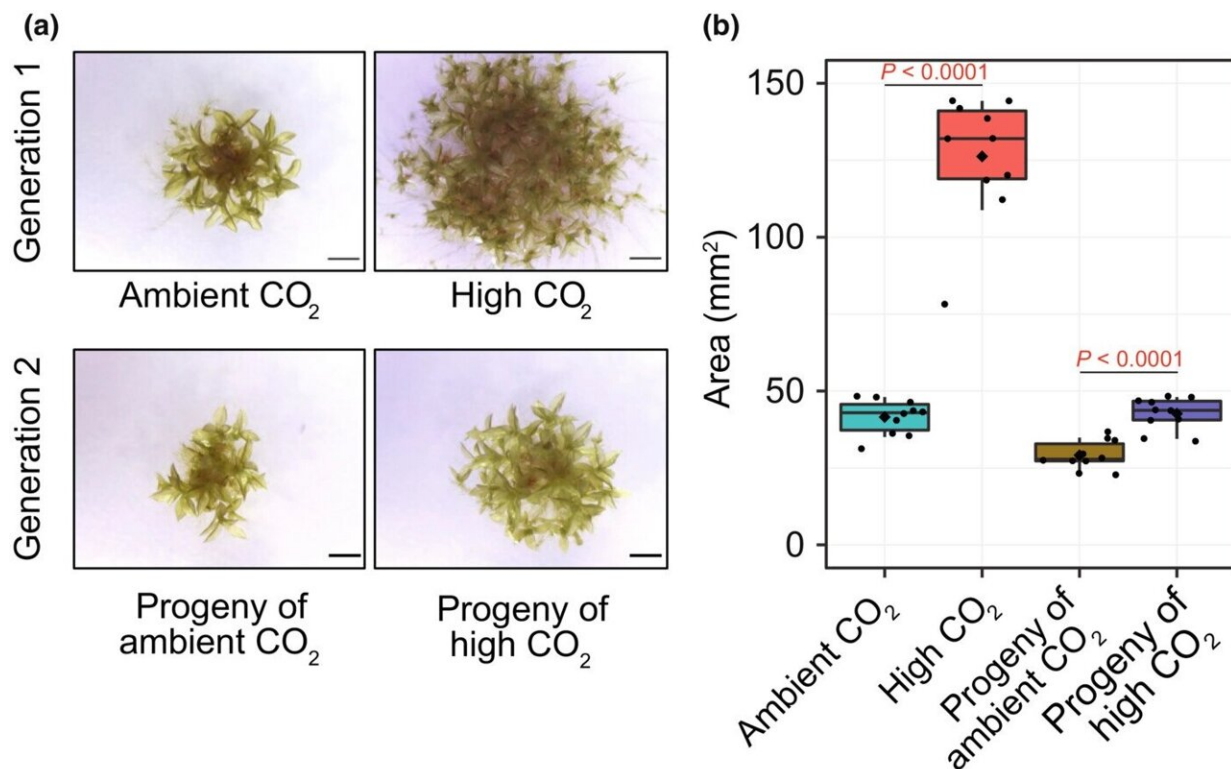 (a)
Generation 1
Ambient CO₂
High CO₂
Generation 2
Progeny of
ambient CO₂
Progeny of
high CO₂
(b)
P < 0.0001
P < 0.0001
Area (mm²)
150
100
50
0
Ambient CO₂
High CO₂
Progeny of
ambient CO₂
Progeny of
high CO₂